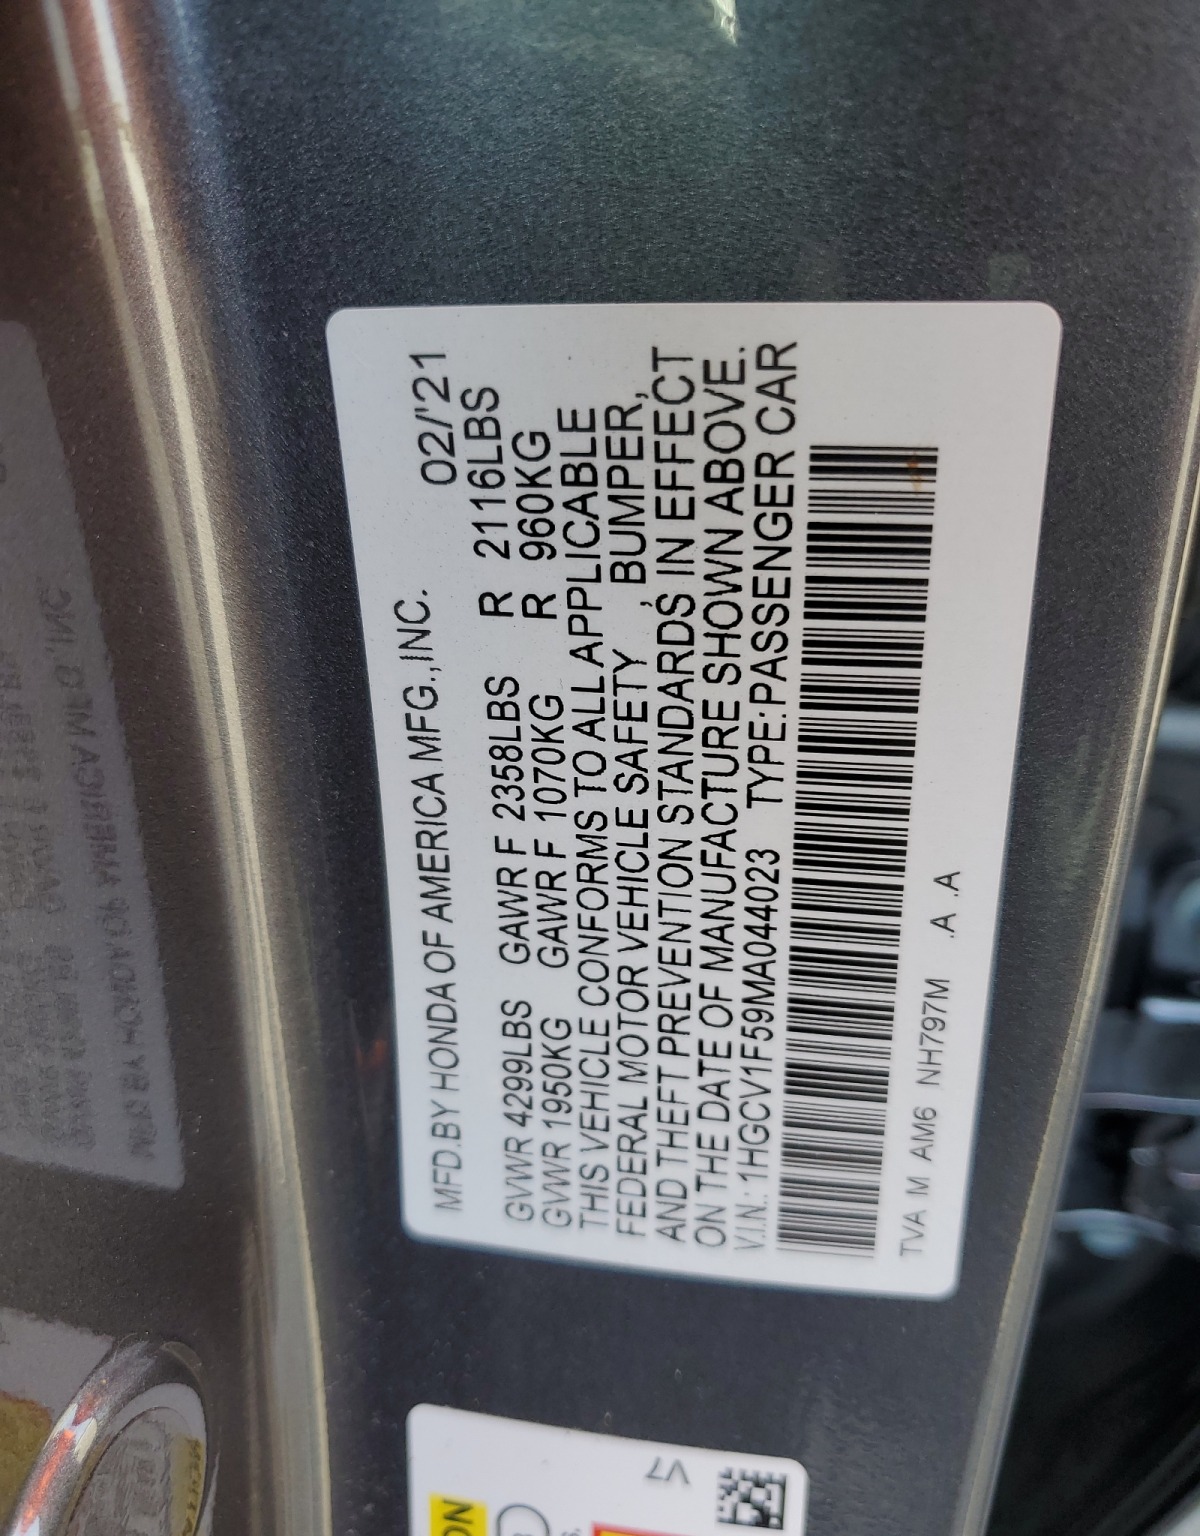 MFD.BY HONDA OF AMERICA MFG.,INC. 02/'21
GVWR 4299LBS GAWR F 2358LBS R 2116LBS
GVWR 1950KG GAWR F 1070KG R 960KG
THIS VEHICLE CONFORMS TO ALL APPLICABLE
FEDERAL MOTOR VEHICLE SAFETY , BUMPER,
AND THEFT PREVENTION STANDARDS, IN EFFECT
ON THE DATE OF MANUFACTURE SHOWN ABOVE.
V.I.N.: 1HGCV1F59MA044023 TYPE: PASSENGER CAR
TVA M AM6 NH797M .A .A
V7